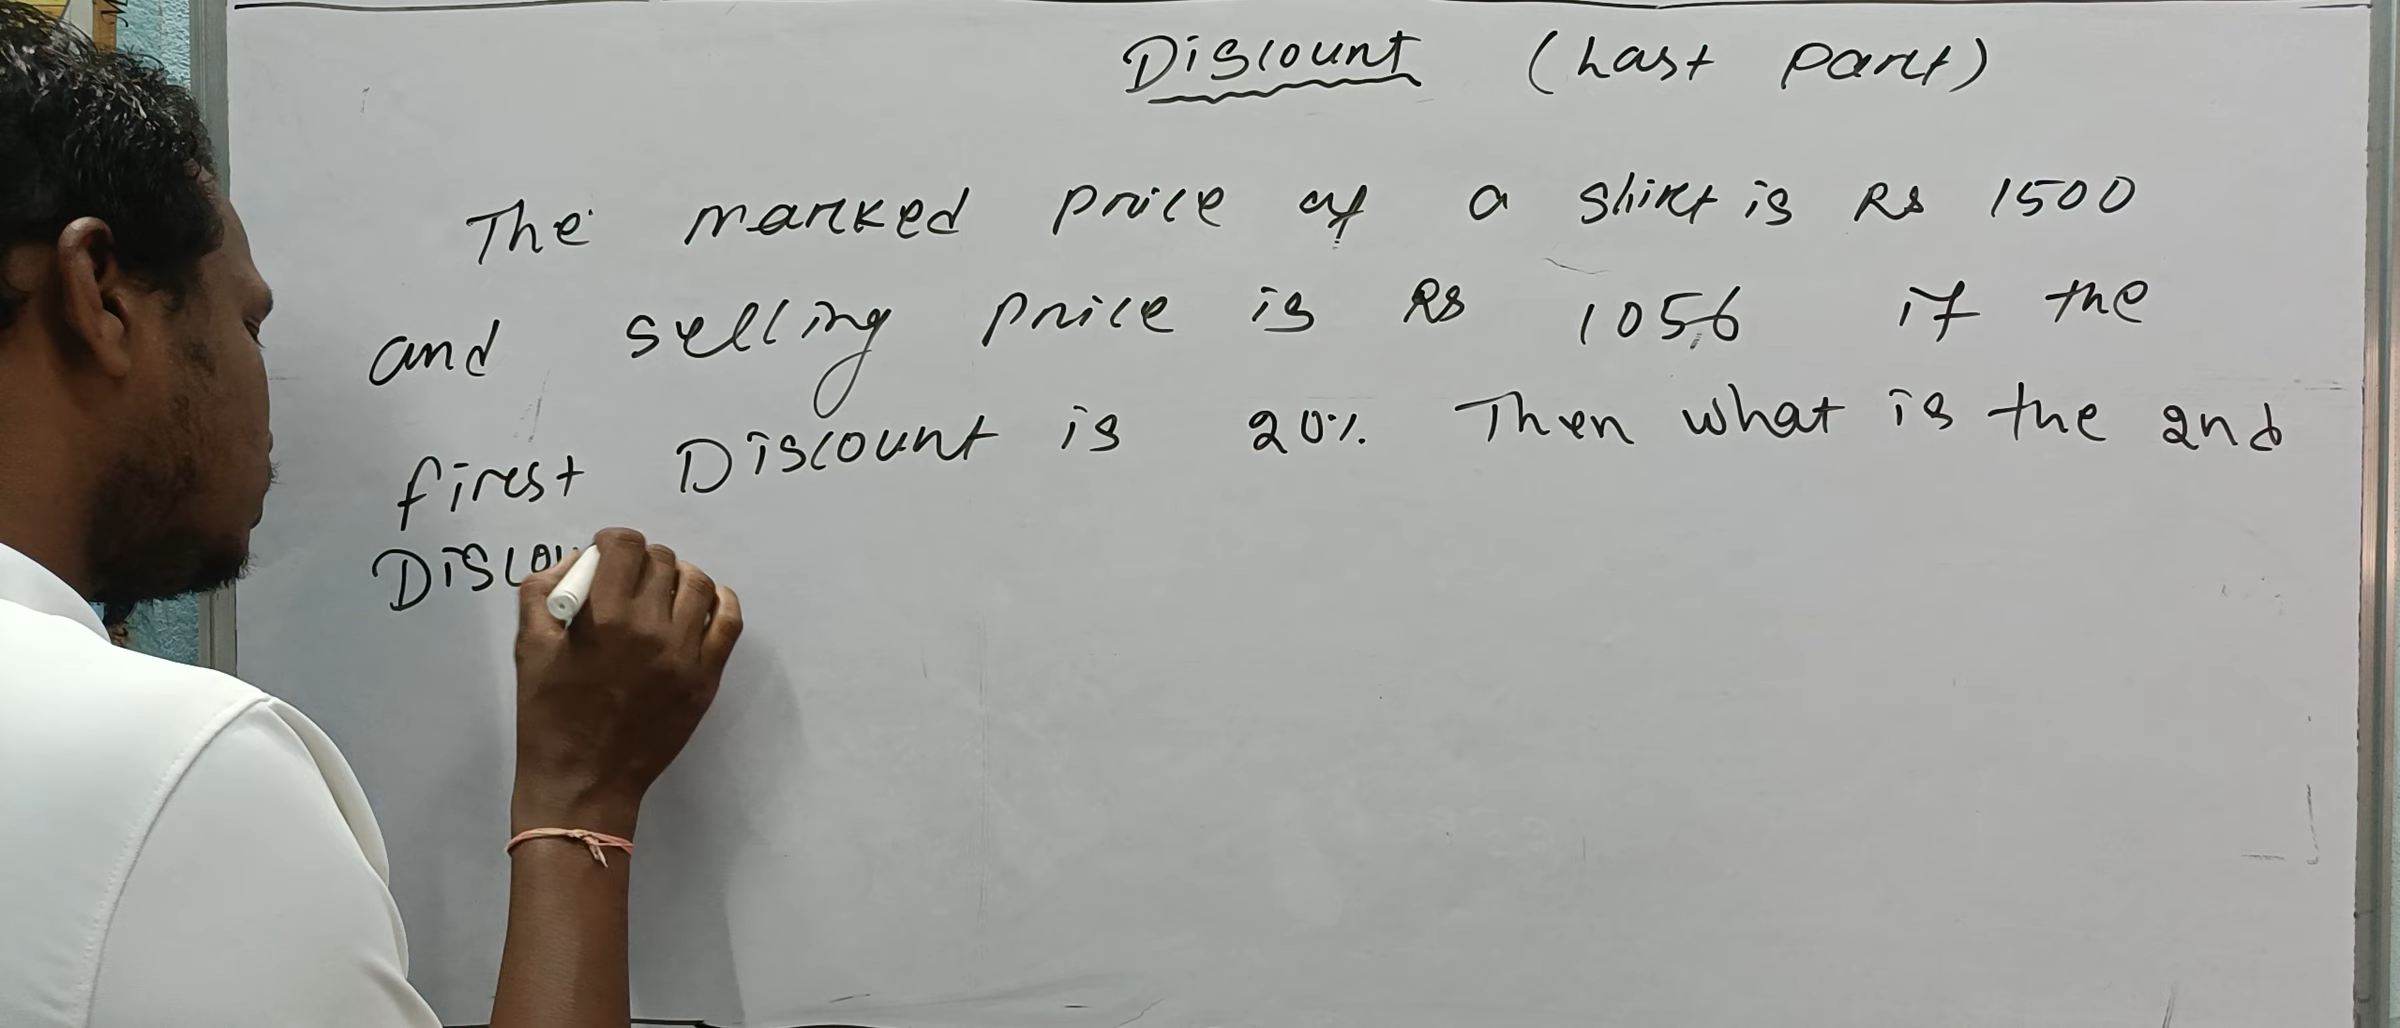 Discount (Last Part)
The marked price of a shirt is Rs 1500
and selling price is Rs 1056 if the
first Discount is 20% Then what is the 2nd
Discou